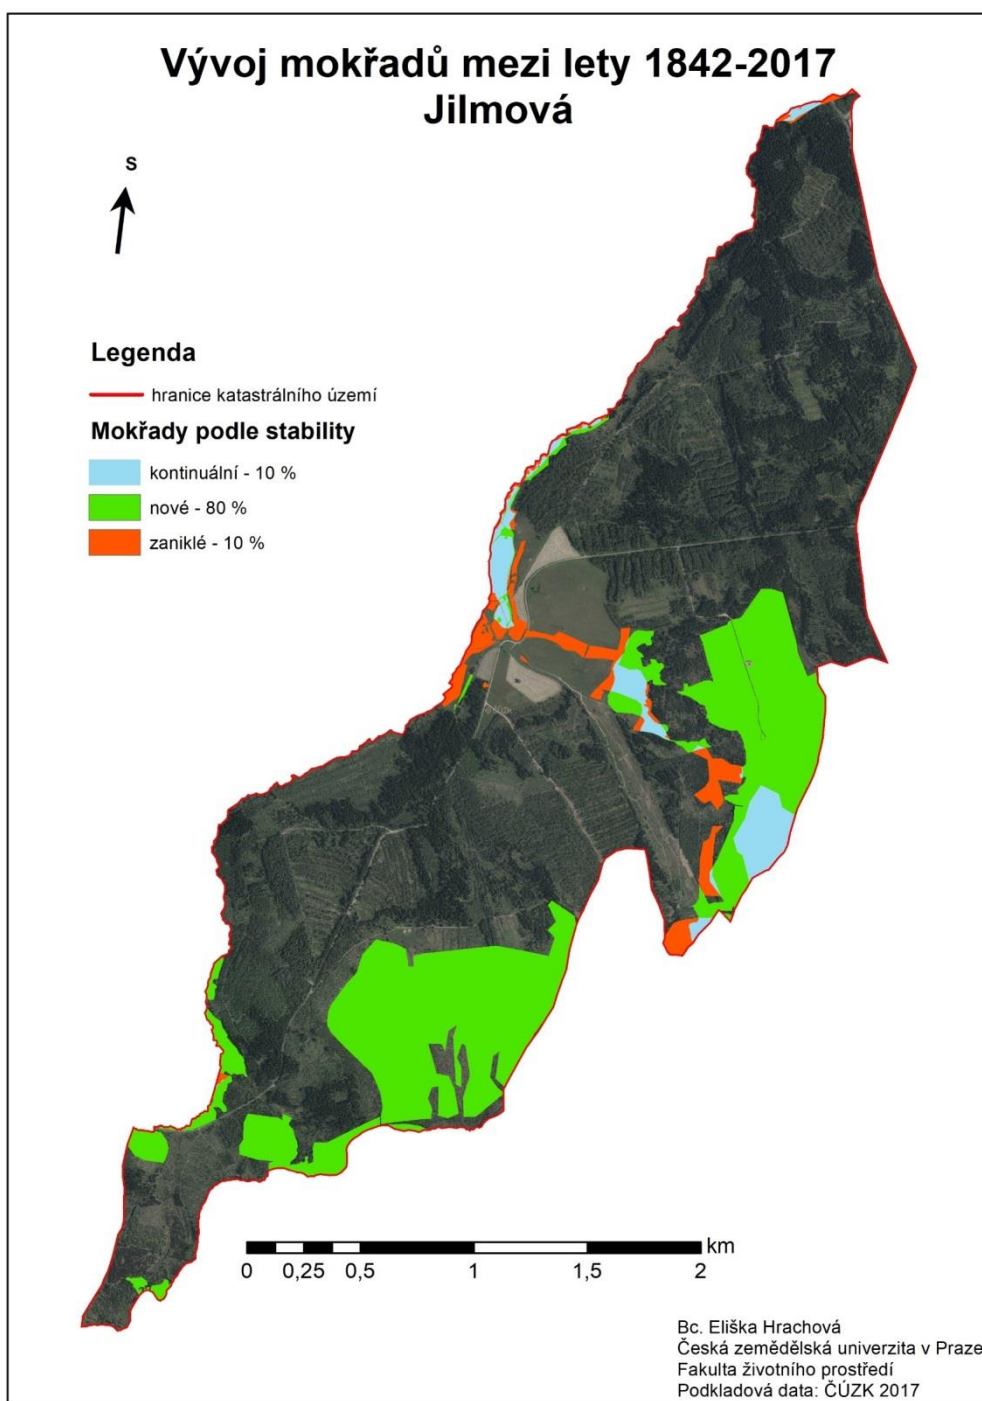 Vývoj mokřadů mezi lety 1842-2017
Jilmová
S
Legenda
hranice katastrálního území
Mokřady podle stability
kontinuální - 10 %
nové - 80 %
zaniklé - 10 %
km
0 0,25 0,5 1 1,5 2
Bc. Eliška Hrachová
Česká zemědělská univerzita v Praze
Fakulta životního prostředí
Podkladová data: ČÚZK 2017